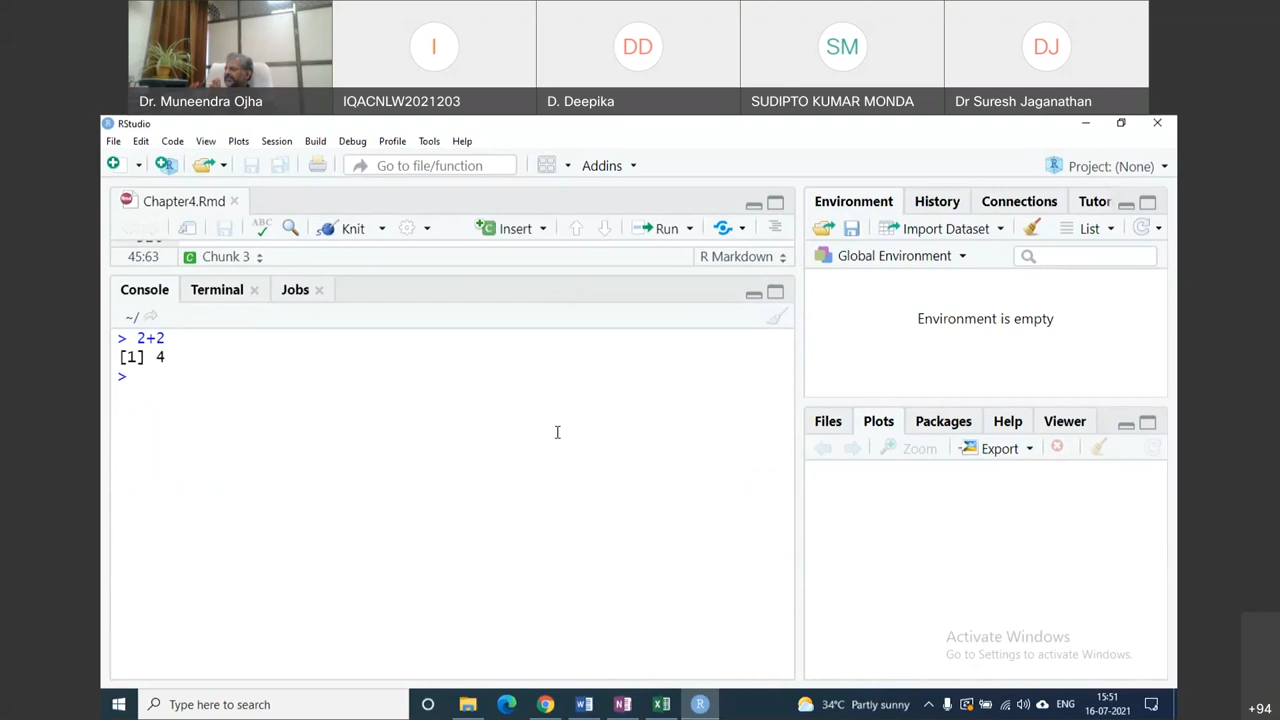 I
DD
SM
DJ
Dr. Muneendra Ojha
IQACNLW2021203
D. Deepika
SUDIPTO KUMAR MONDA
Dr Suresh Jaganathan
RStudio
File Edit Code View Plots Session Build Debug Profile Tools Help
Go to file/function
Addins
Project: (None)
Chapter4.Rmd
ABC
Knit
Insert
Run
45:63
C Chunk 3
R Markdown
Console
Terminal
Jobs
~/
> 2+2
[1] 4
>
Environment
History
Connections
Tutor
Import Dataset
List
Global Environment
Environment is empty
Files
Plots
Packages
Help
Viewer
Zoom
Export
Activate Windows
Go to Settings to activate Windows.
Type here to search
34°C Partly sunny
ENG
15:51
16-07-2021
+94